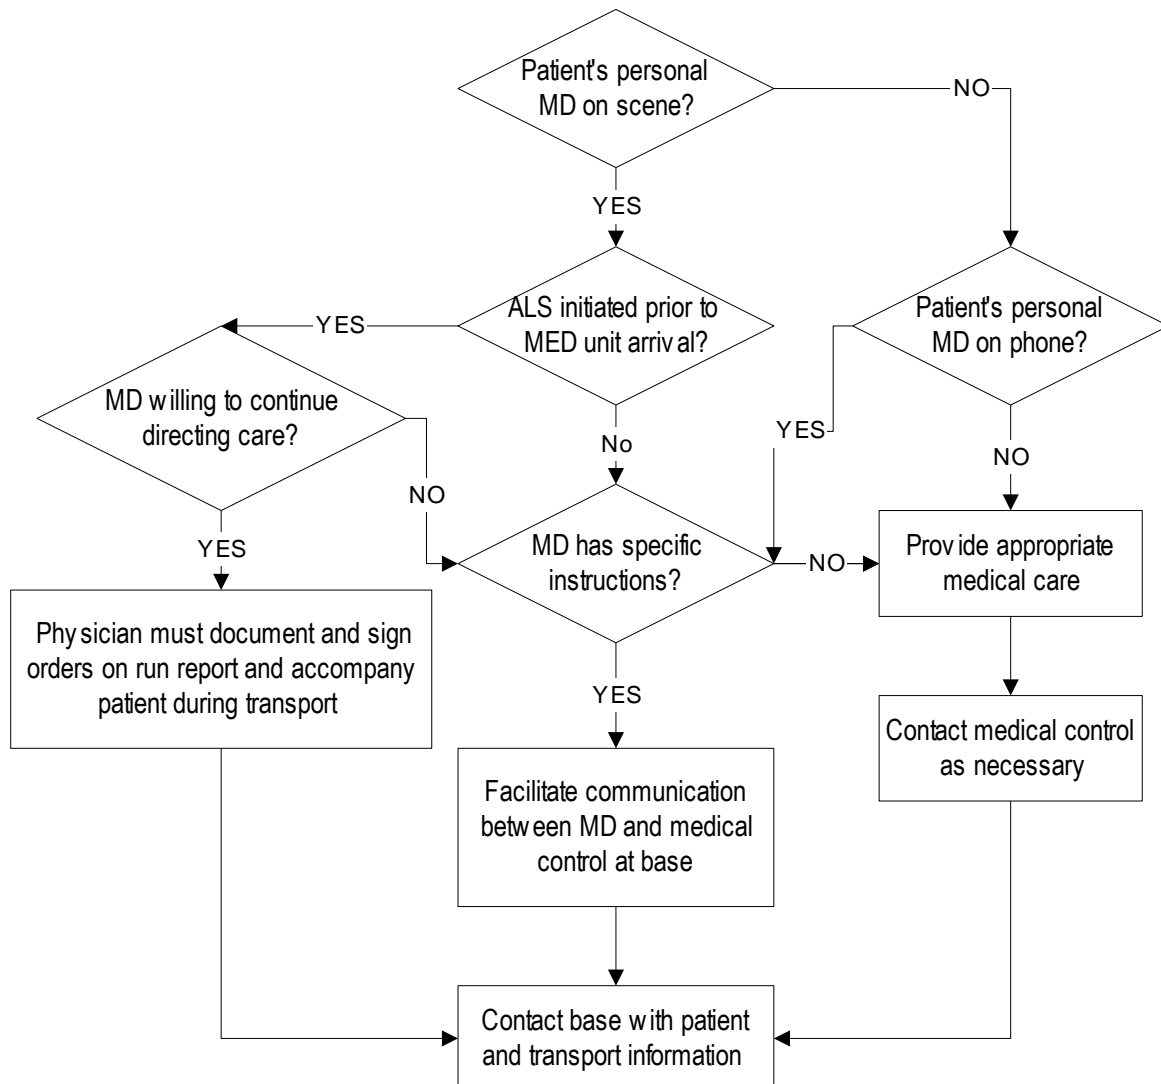 Patient's personal
MD on scene?
NO
YES
ALS initiated prior to
MED unit arrival?
YES
Patient's personal
MD on phone?
MD willing to continue
directing care?
No
YES
NO
NO
YES
MD has specific
instructions?
NO
Provide appropriate
medical care
Physician must document and sign
orders on run report and accompany
patient during transport
YES
Contact medical control
as necessary
Facilitate communication
between MD and medical
control at base
Contact base with patient
and transport information